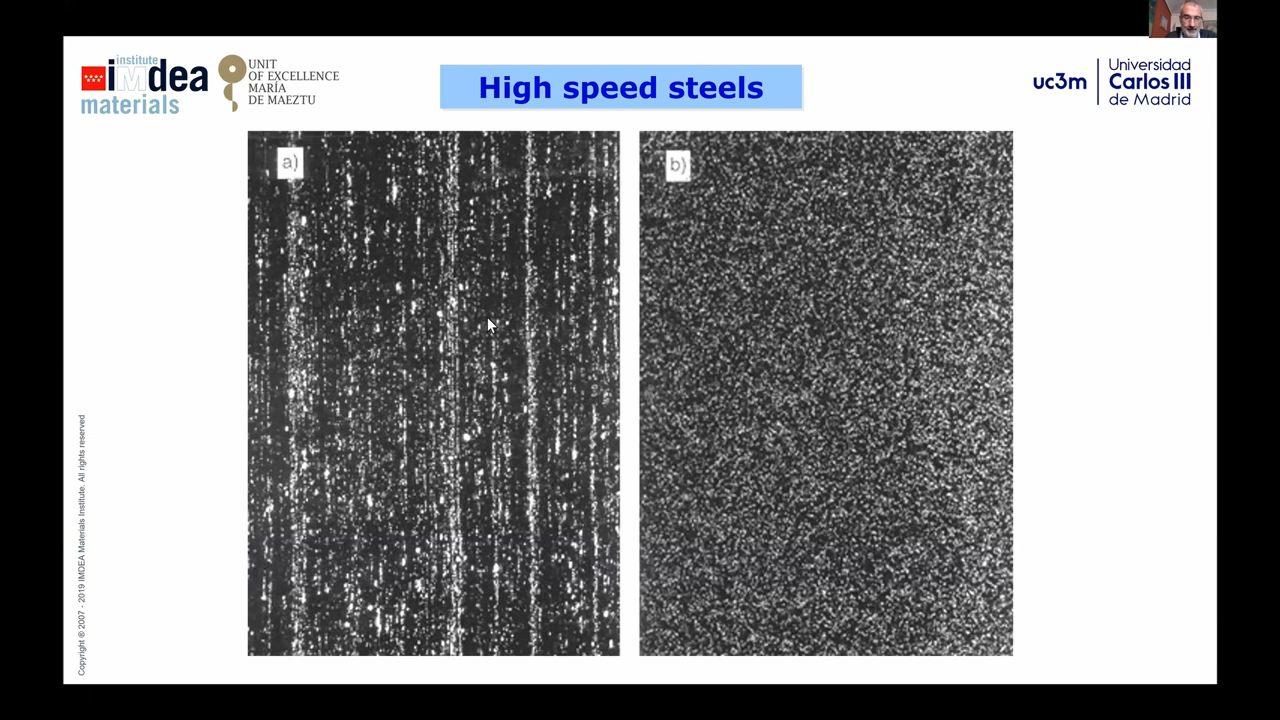 institute
iMdea
materials
UNIT
OF EXCELLENCE
MARÍA
DE MAEZTU
High speed steels
uc3m
Universidad
Carlos III
de Madrid
a)
b)
Copyright ® 2007 - 2019 IMDEA Materials Institute. All rights reserved